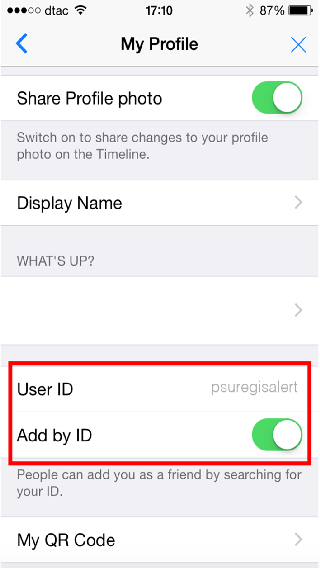 dtac 17:10 87%
My Profile
Share Profile photo
Switch on to share changes to your profile
photo on the Timeline.
Display Name
WHAT'S UP?
User ID psuregisalert
Add by ID
People can add you as a friend by searching for
your ID.
My QR Code